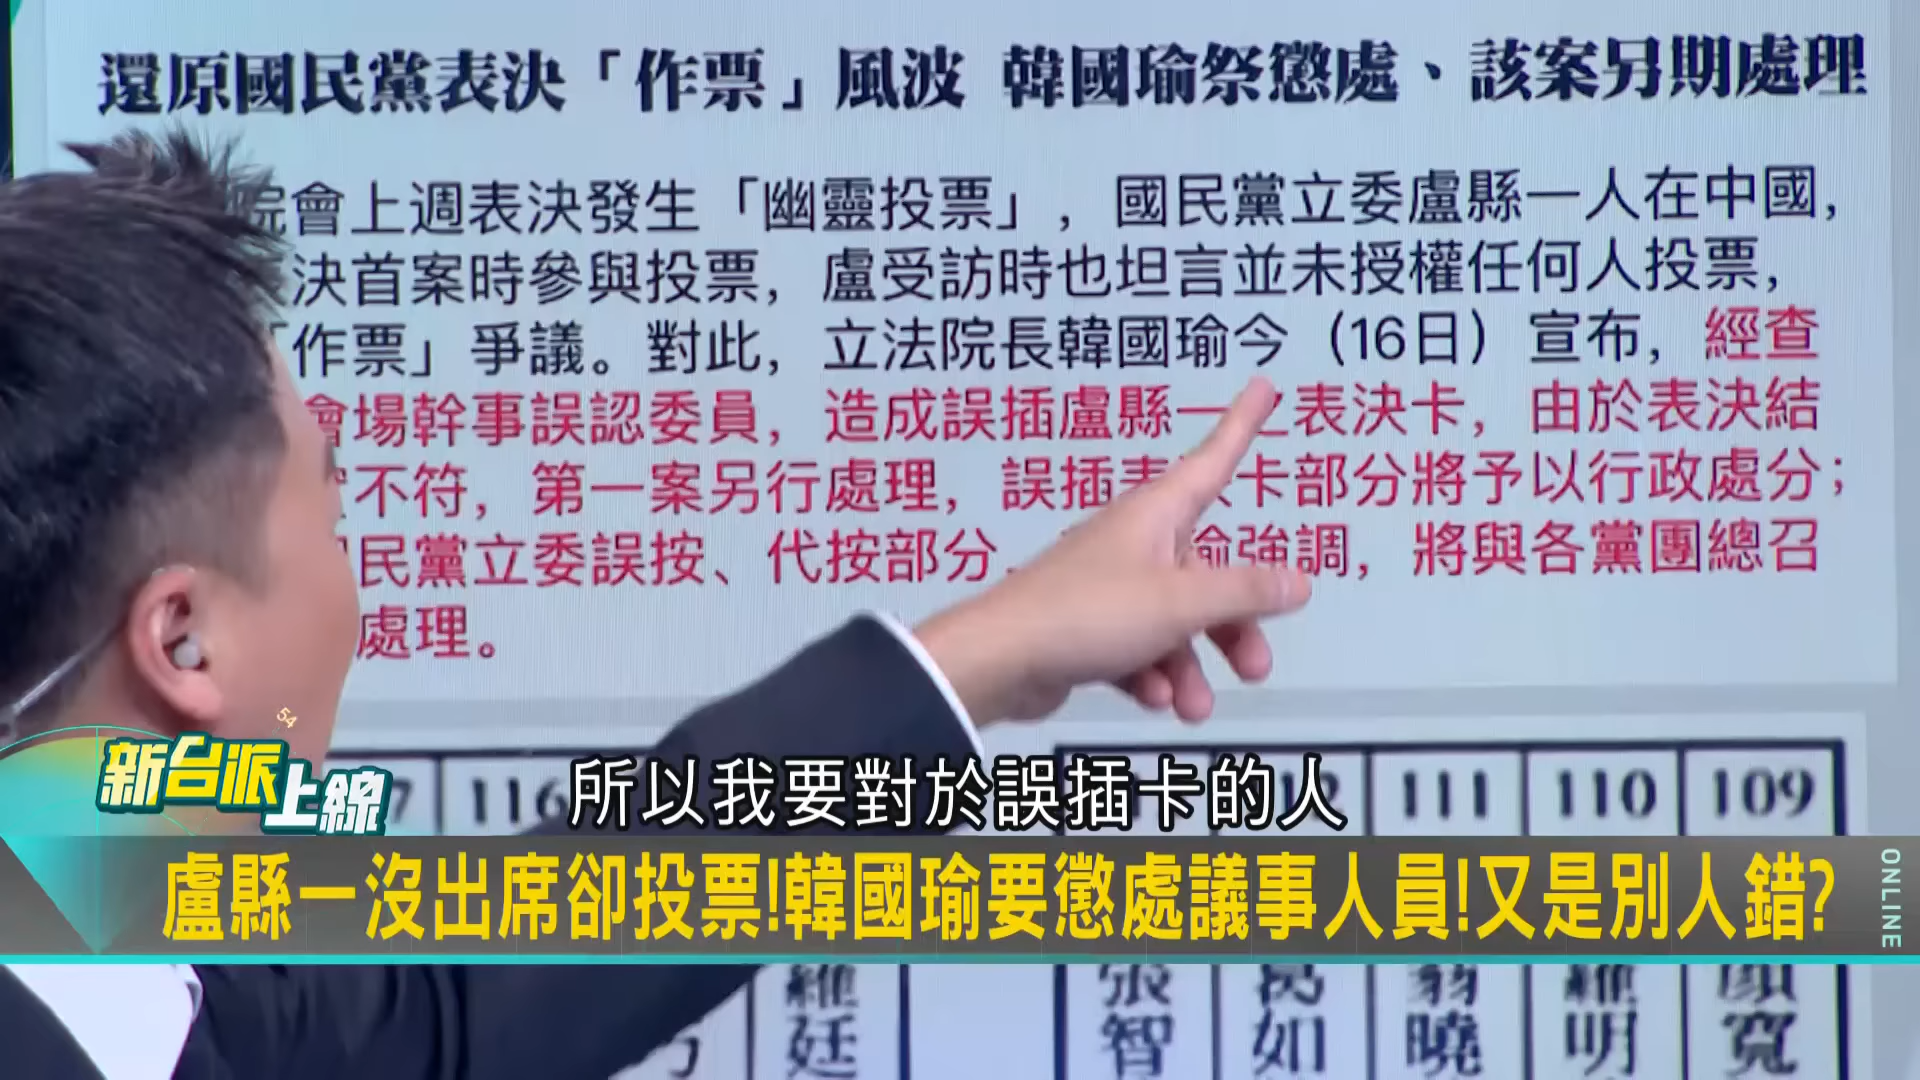 還原國民黨表決「作票」風波 韓國瑜祭懲處、該案另期處理
院會上週表決發生「幽靈投票」，國民黨立委盧縣一人在中國，
決首案時參與投票，盧受訪時也坦言並未授權任何人投票，
「作票」爭議。對此，立法院長韓國瑜今（16日）宣布，經查
會場幹事誤認委員，造成誤插盧縣一之表決卡，由於表決結
不符，第一案另行處理，誤插表 卡部分將予以行政處分；
民黨立委誤按、代按部分， 瑜強調，將與各黨團總召
處理。
54
新台派上線
7 116 2 111 110 109
所以我要對於誤插卡的人
盧縣一沒出席卻投票!韓國瑜要懲處議事人員!又是別人錯?
ONLINE
羅廷 張智 葛如 翁曉 羅明 顏寬